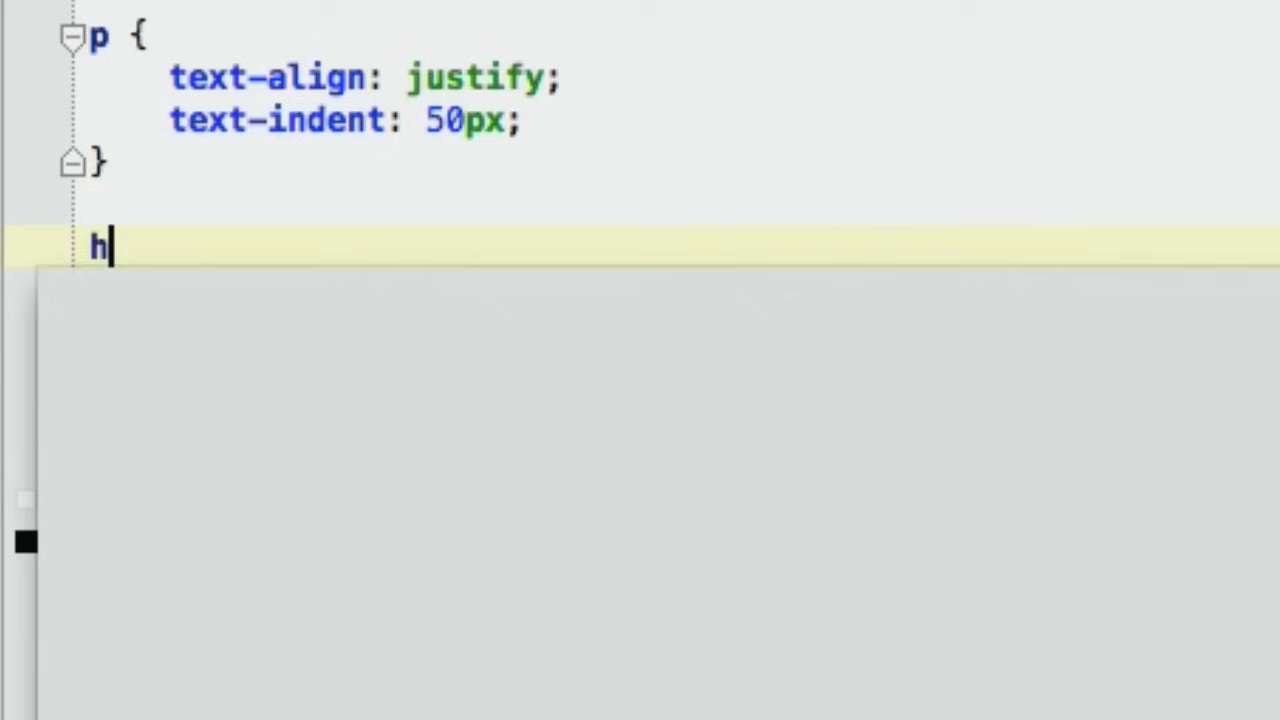 p {
text-align: justify;
text-indent: 50px;
}
h